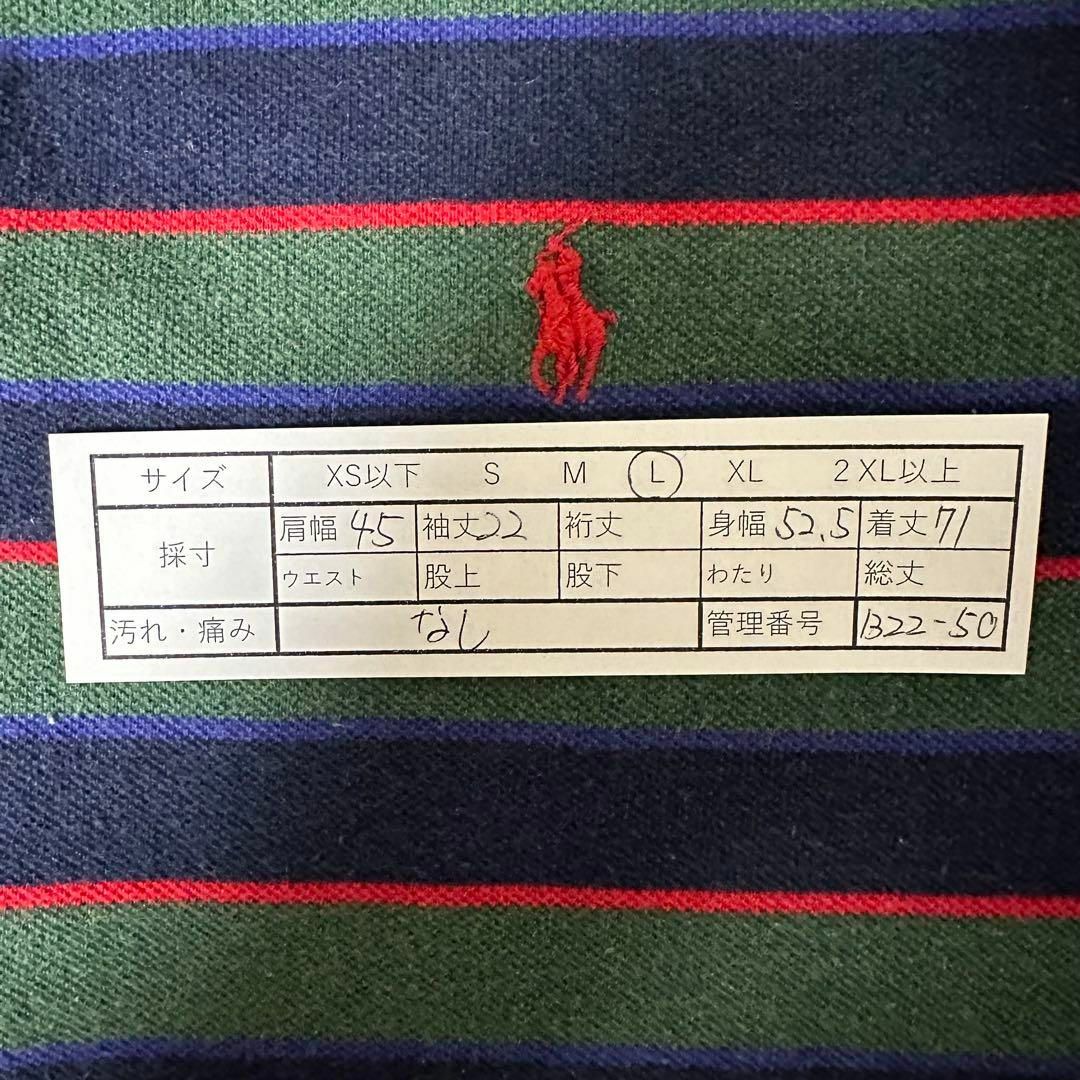 サイズ XS以下 S M L XL 2XL以上
採寸 肩幅 45 袖丈 22 裄丈 身幅 52.5 着丈 71
ウエスト 股上 股下 わたり 総丈
汚れ・痛み なし 管理番号 B22-50